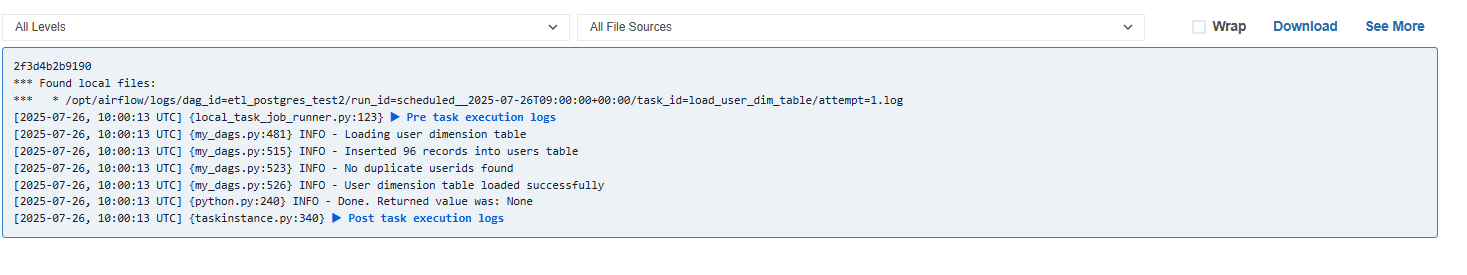 All Levels
All File Sources
Wrap
Download
See More
2f3d4b2b9190
*** Found local files:
***   * /opt/airflow/logs/dag_id=etl_postgres_test2/run_id=scheduled__2025-07-26T09:00:00+00:00/task_id=load_user_dim_table/attempt=1.log
[2025-07-26, 10:00:13 UTC] {local_task_job_runner.py:123} ▶ Pre task execution logs
[2025-07-26, 10:00:13 UTC] {my_dags.py:481} INFO - Loading user dimension table
[2025-07-26, 10:00:13 UTC] {my_dags.py:515} INFO - Inserted 96 records into users table
[2025-07-26, 10:00:13 UTC] {my_dags.py:523} INFO - No duplicate userids found
[2025-07-26, 10:00:13 UTC] {my_dags.py:526} INFO - User dimension table loaded successfully
[2025-07-26, 10:00:13 UTC] {python.py:240} INFO - Done. Returned value was: None
[2025-07-26, 10:00:13 UTC] {taskinstance.py:340} ▶ Post task execution logs